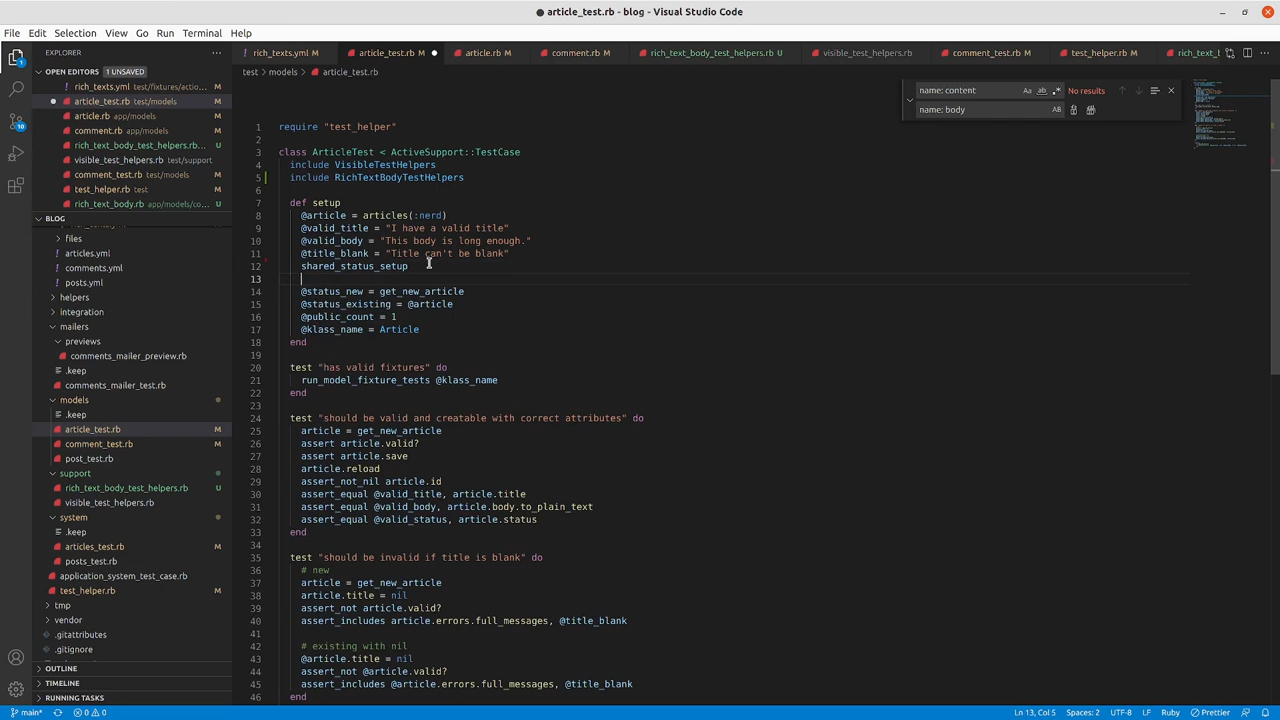 article_test.rb - blog - Visual Studio Code
File Edit Selection View Go Run Terminal Help
EXPLORER
rich_texts.yml M
article_test.rb M
article.rb M
comment.rb M
rich_text_body_test_helpers.rb U
visible_test_helpers.rb
comment_test.rb M
test_helper.rb M
rich_text_b
OPEN EDITORS 1 UNSAVED
rich_texts.yml test/fixtures/actio... M
article_test.rb test/models M
article.rb app/models M
comment.rb app/models M
rich_text_body_test_helpers.rb... U
visible_test_helpers.rb test/support
comment_test.rb test/models M
test_helper.rb test M
rich_text_body.rb app/models/co... U
BLOG
files
articles.yml
comments.yml
posts.yml
helpers
integration
mailers
previews
comments_mailer_preview.rb
.keep
comments_mailer_test.rb
models
.keep
article_test.rb M
comment_test.rb M
post_test.rb
support
rich_text_body_test_helpers.rb U
visible_test_helpers.rb
system
.keep
articles_test.rb M
posts_test.rb
application_system_test_case.rb
test_helper.rb M
tmp
vendor
.gitattributes
.gitignore
OUTLINE
TIMELINE
RUNNING TASKS
test > models > article_test.rb
name: content Aa ab .* No results
name: body AB
1 require "test_helper"
2
3 class ArticleTest < ActiveSupport::TestCase
4 include VisibleTestHelpers
5 include RichTextBodyTestHelpers
6
7 def setup
8 @article = articles(:nerd)
9 @valid_title = "I have a valid title"
10 @valid_body = "This body is long enough."
11 @title_blank = "Title can't be blank"
12 shared_status_setup
13
14 @status_new = get_new_article
15 @status_existing = @article
16 @public_count = 1
17 @klass_name = Article
18 end
19
20 test "has valid fixtures" do
21 run_model_fixture_tests @klass_name
22 end
23
24 test "should be valid and creatable with correct attributes" do
25 article = get_new_article
26 assert article.valid?
27 assert article.save
28 article.reload
29 assert_not_nil article.id
30 assert_equal @valid_title, article.title
31 assert_equal @valid_body, article.body.to_plain_text
32 assert_equal @valid_status, article.status
33 end
34
35 test "should be invalid if title is blank" do
36 # new
37 article = get_new_article
38 article.title = nil
39 assert_not article.valid?
40 assert_includes article.errors.full_messages, @title_blank
41
42 # existing with nil
43 @article.title = nil
44 assert_not @article.valid?
45 assert_includes @article.errors.full_messages, @title_blank
46 end
main* 0 0 Ln 13, Col 5 Spaces: 2 UTF-8 LF Ruby Prettier